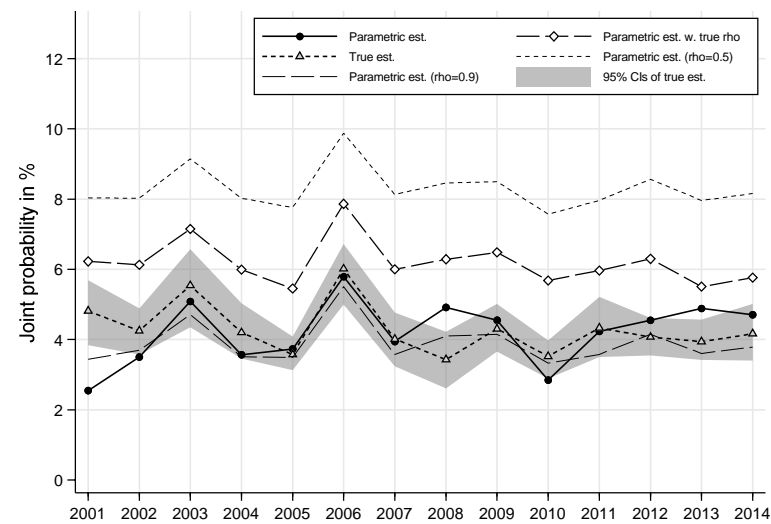 Parametric est.
Parametric est. w. true rho
True est.
Parametric est. (rho=0.5)
Parametric est. (rho=0.9)
95% CIs of true est.
Joint probability in %
12
10
8
6
4
2
0
2001 2002 2003 2004 2005 2006 2007 2008 2009 2010 2011 2012 2013 2014